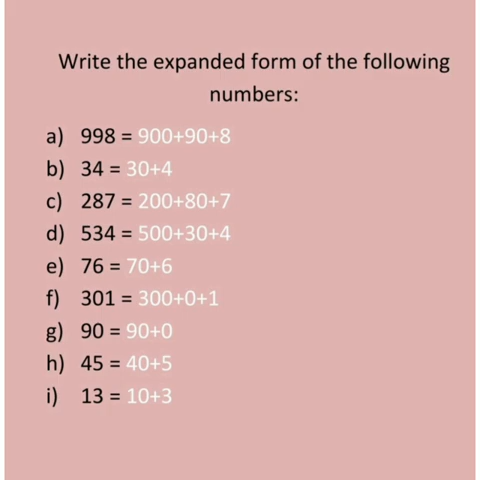 Write the expanded form of the following
numbers:
a) 998 = 900+90+8
b) 34 = 30+4
c) 287 = 200+80+7
d) 534 = 500+30+4
e) 76 = 70+6
f) 301 = 300+0+1
g) 90 = 90+0
h) 45 = 40+5
i) 13 = 10+3